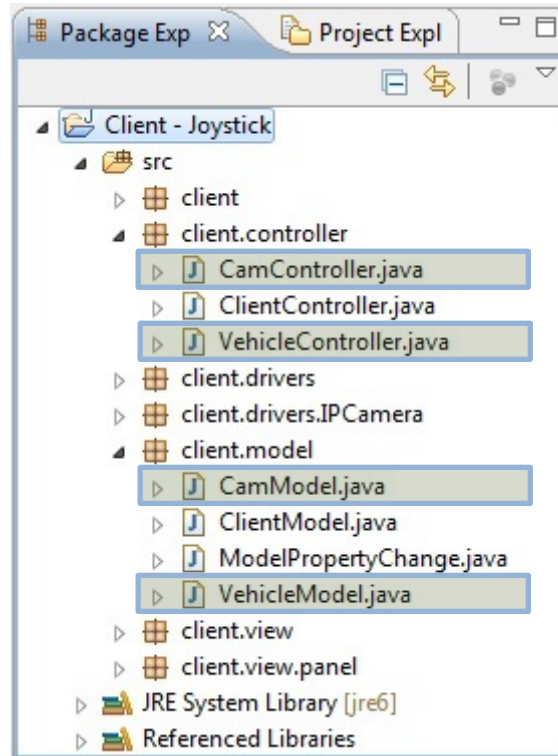 Package Exp Project Expl
Client - Joystick
src
client
client.controller
CamController.java
ClientController.java
VehicleController.java
client.drivers
client.drivers.IPCamera
client.model
CamModel.java
ClientModel.java
ModelPropertyChange.java
VehicleModel.java
client.view
client.view.panel
JRE System Library [jre6]
Referenced Libraries